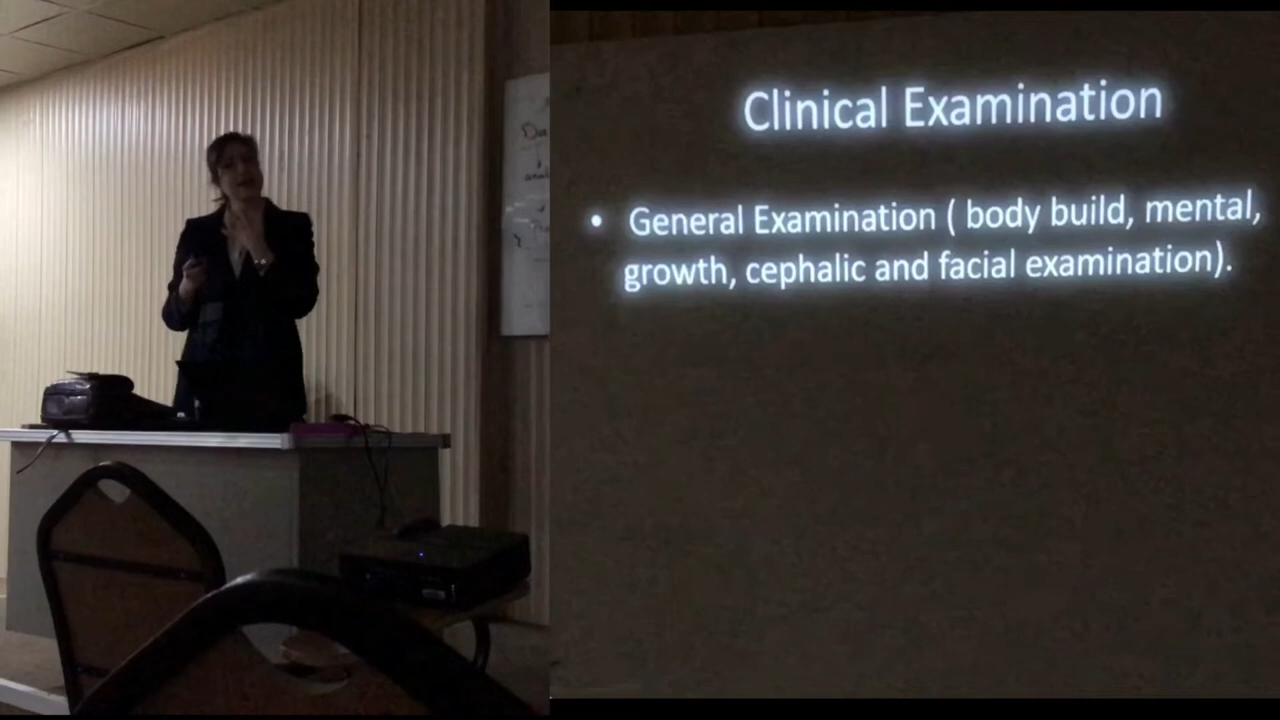 Clinical Examination
• General Examination ( body build, mental,
growth, cephalic and facial examination).